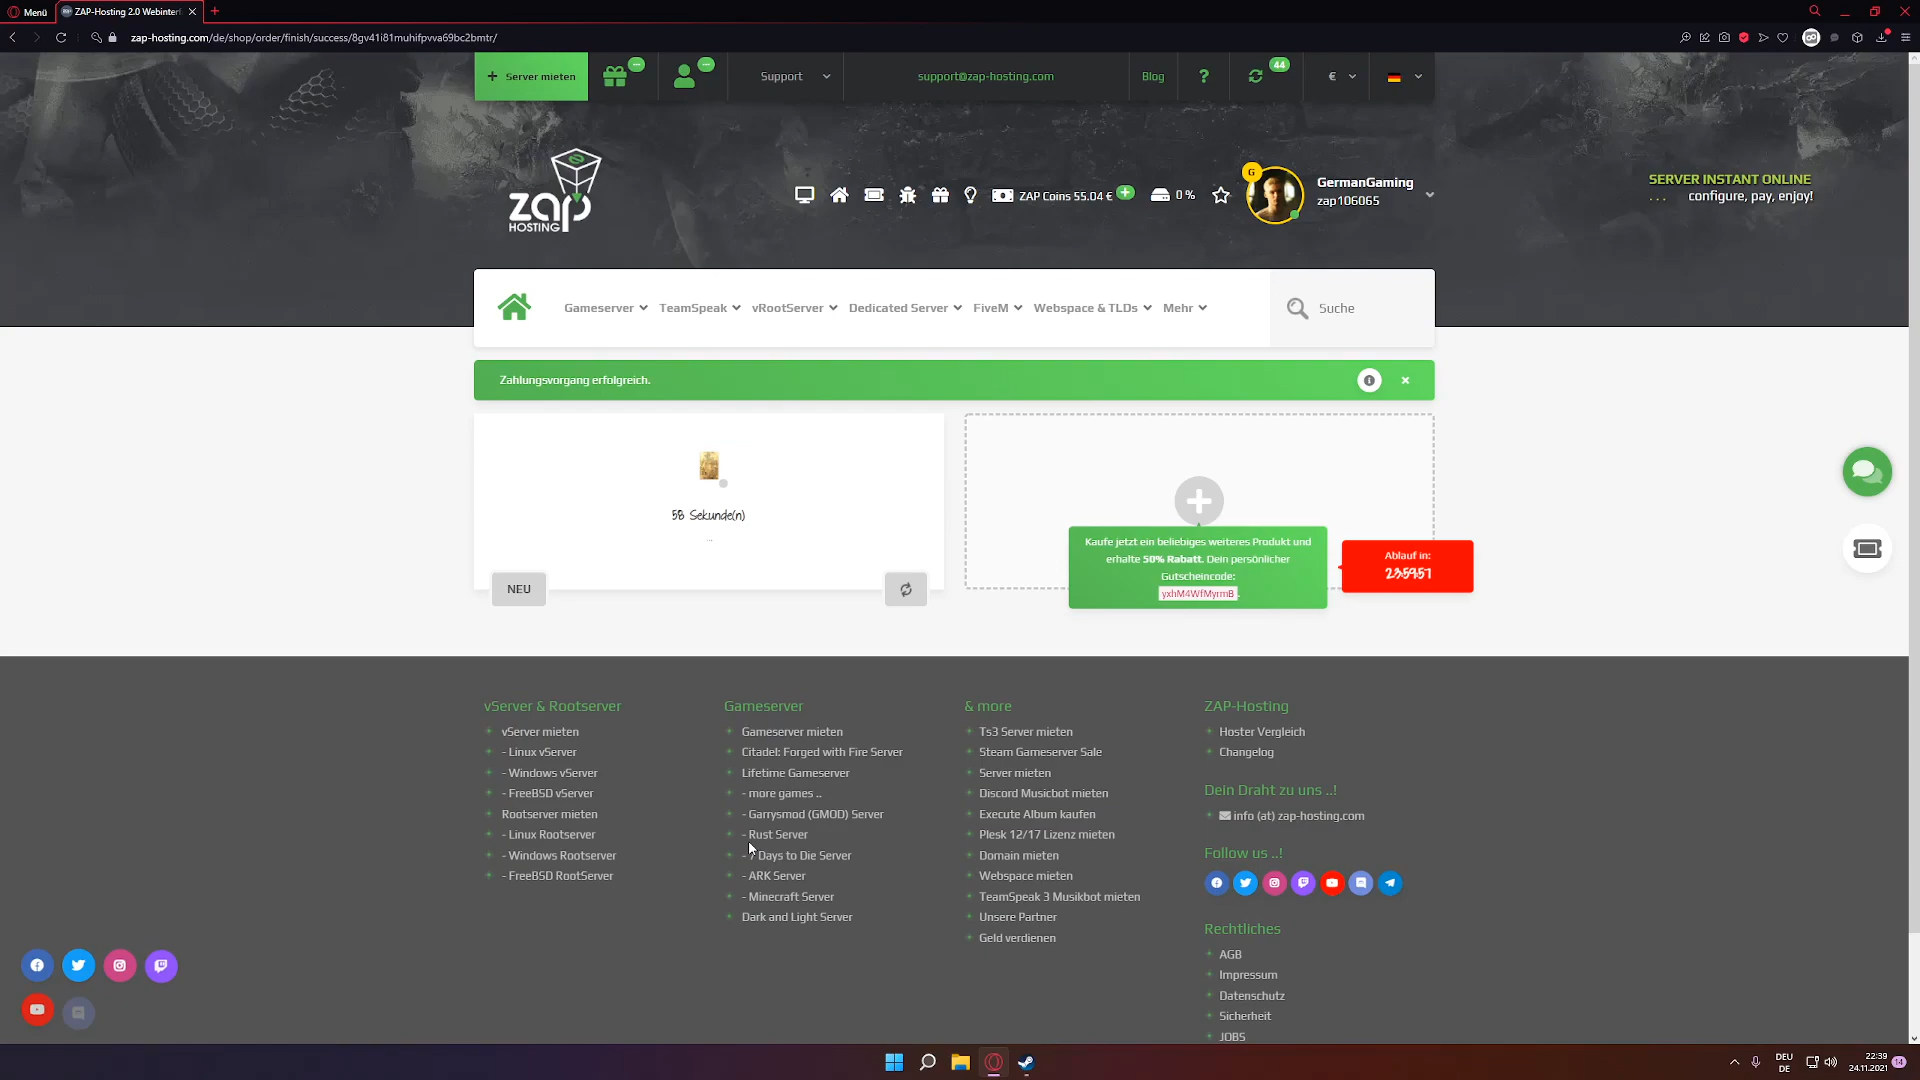 Menü
ZAP-Hosting 2.0 Webinterf
zap-hosting.com/de/shop/order/finish/success/8gv41i81muhifpvva69bc2bmtr/
Server mieten
Support
support@zap-hosting.com
Blog
?
44
€
zap
HOSTING
ZAP Coins 55.04 €
0 %
G
GermanGaming
zap106065
SERVER INSTANT ONLINE
. . . configure, pay, enjoy!
Gameserver
TeamSpeak
vRootServer
Dedicated Server
FiveM
Webspace & TLDs
Mehr
Suche
Zahlungsvorgang erfolgreich.
58 Sekunde(n)
...
NEU
Kaufe jetzt ein beliebiges weiteres Produkt und
erhalte 50% Rabatt. Dein persönlicher
Gutscheincode:
yxhM4WfMyrmB.
Ablauf in:
vServer & Rootserver
vServer mieten
- Linux vServer
- Windows vServer
- FreeBSD vServer
Rootserver mieten
- Linux Rootserver
- Windows Rootserver
- FreeBSD RootServer
Gameserver
Gameserver mieten
Citadel: Forged with Fire Server
Lifetime Gameserver
- more games ..
- Garrysmod (GMOD) Server
- Rust Server
- 7 Days to Die Server
- ARK Server
- Minecraft Server
Dark and Light Server
& more
Ts3 Server mieten
Steam Gameserver Sale
Server mieten
Discord Musicbot mieten
Execute Album kaufen
Plesk 12/17 Lizenz mieten
Domain mieten
Webspace mieten
TeamSpeak 3 Musikbot mieten
Unsere Partner
Geld verdienen
ZAP-Hosting
Hoster Vergleich
Changelog
Dein Draht zu uns ..!
info (at) zap-hosting.com
Follow us ..!
Rechtliches
AGB
Impressum
Datenschutz
Sicherheit
JOBS
DEU
DE
22:39
24.11.2021
14